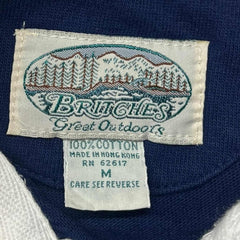 BRITCHES
Great Outdoors
100% COTTON
MADE IN HONG KONG
RN 62617
M
CARE SEE REVERSE